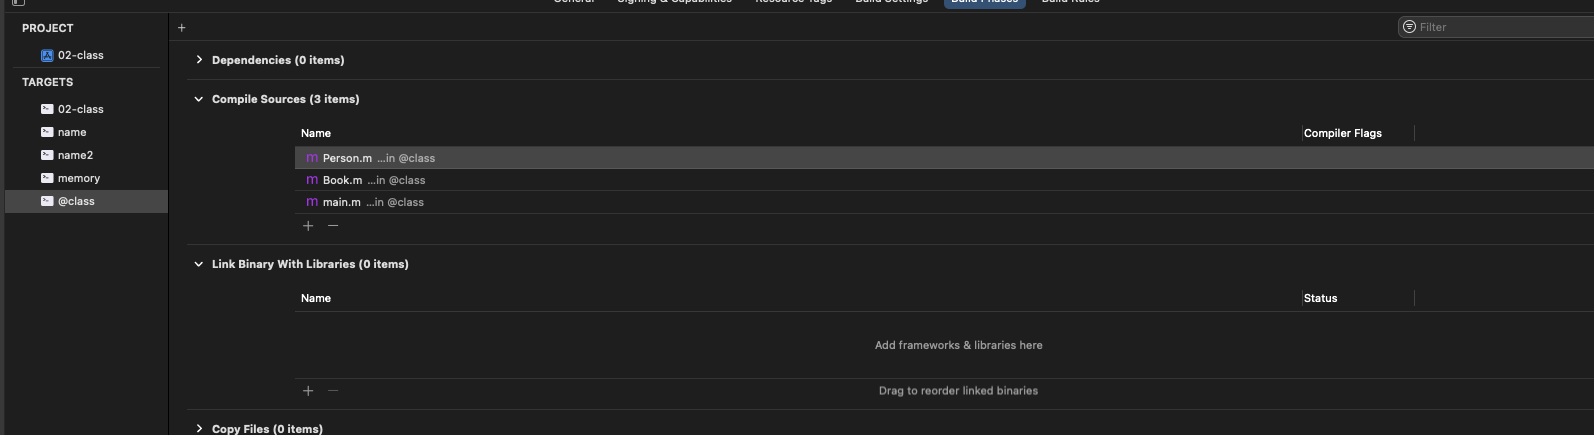 General Signing & Capabilities Resource Tags Build Settings Build Phases Build Rules
PROJECT
02-class
TARGETS
02-class
name
name2
memory
@class
+
Filter
Dependencies (0 items)
Compile Sources (3 items)
Name Compiler Flags
m Person.m ...in @class
m Book.m ...in @class
m main.m ...in @class
+ −
Link Binary With Libraries (0 items)
Name Status
Add frameworks & libraries here
+ − Drag to reorder linked binaries
Copy Files (0 items)